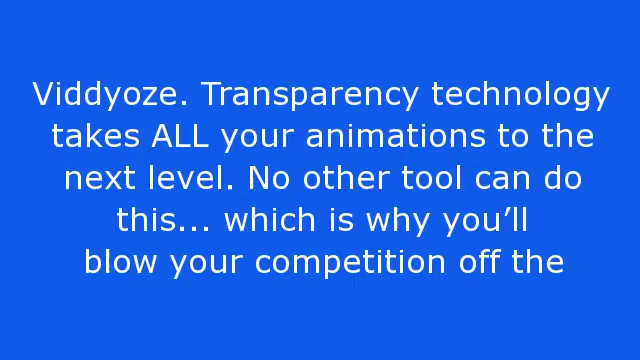 Viddyoze. Transparency technology
takes ALL your animations to the
next level. No other tool can do
this... which is why you’ll
blow your competition off the